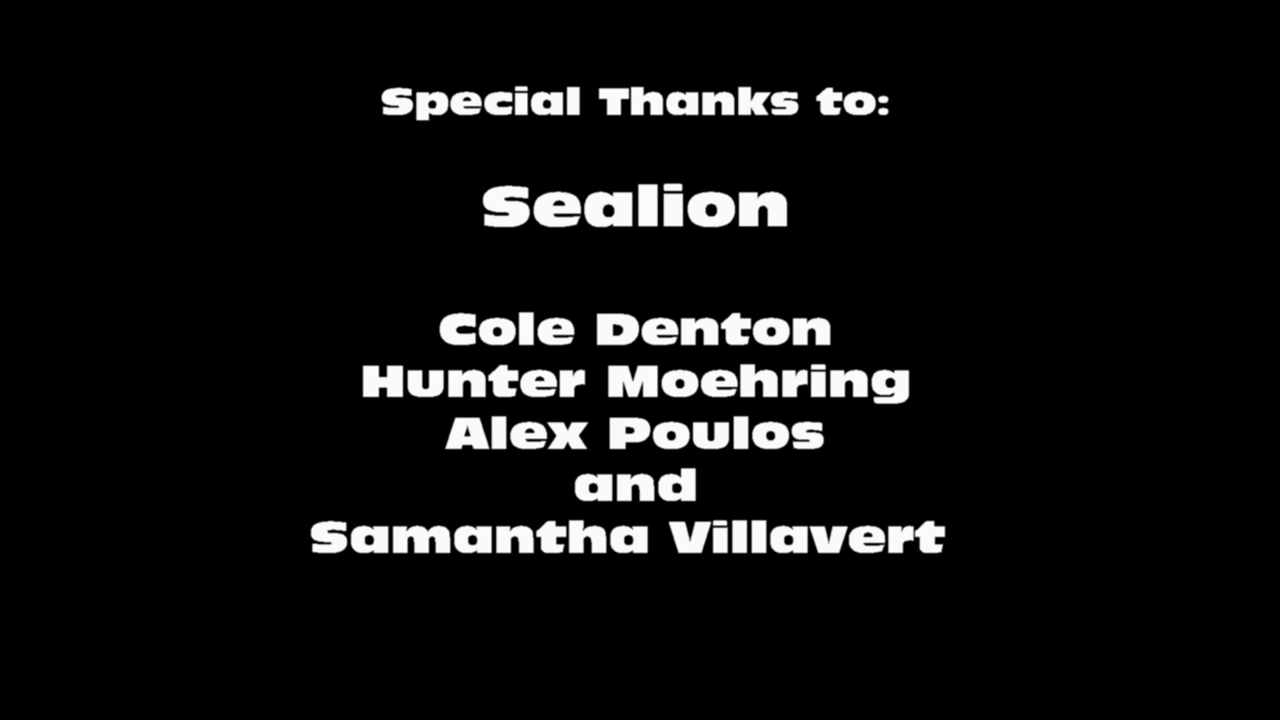 Special Thanks to:
Sealion
Cole Denton
Hunter Moehring
Alex Poulos
and
Samantha Villavert